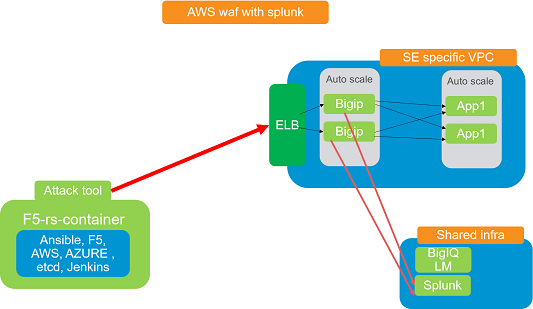 AWS waf with splunk
SE specific VPC
Auto scale
Auto scale
Bigip
Bigip
App1
App1
ELB
Attack tool
F5-rs-container
Ansible, F5,
AWS, AZURE ,
etcd, Jenkins
Shared infra
BigIQ
LM
Splunk